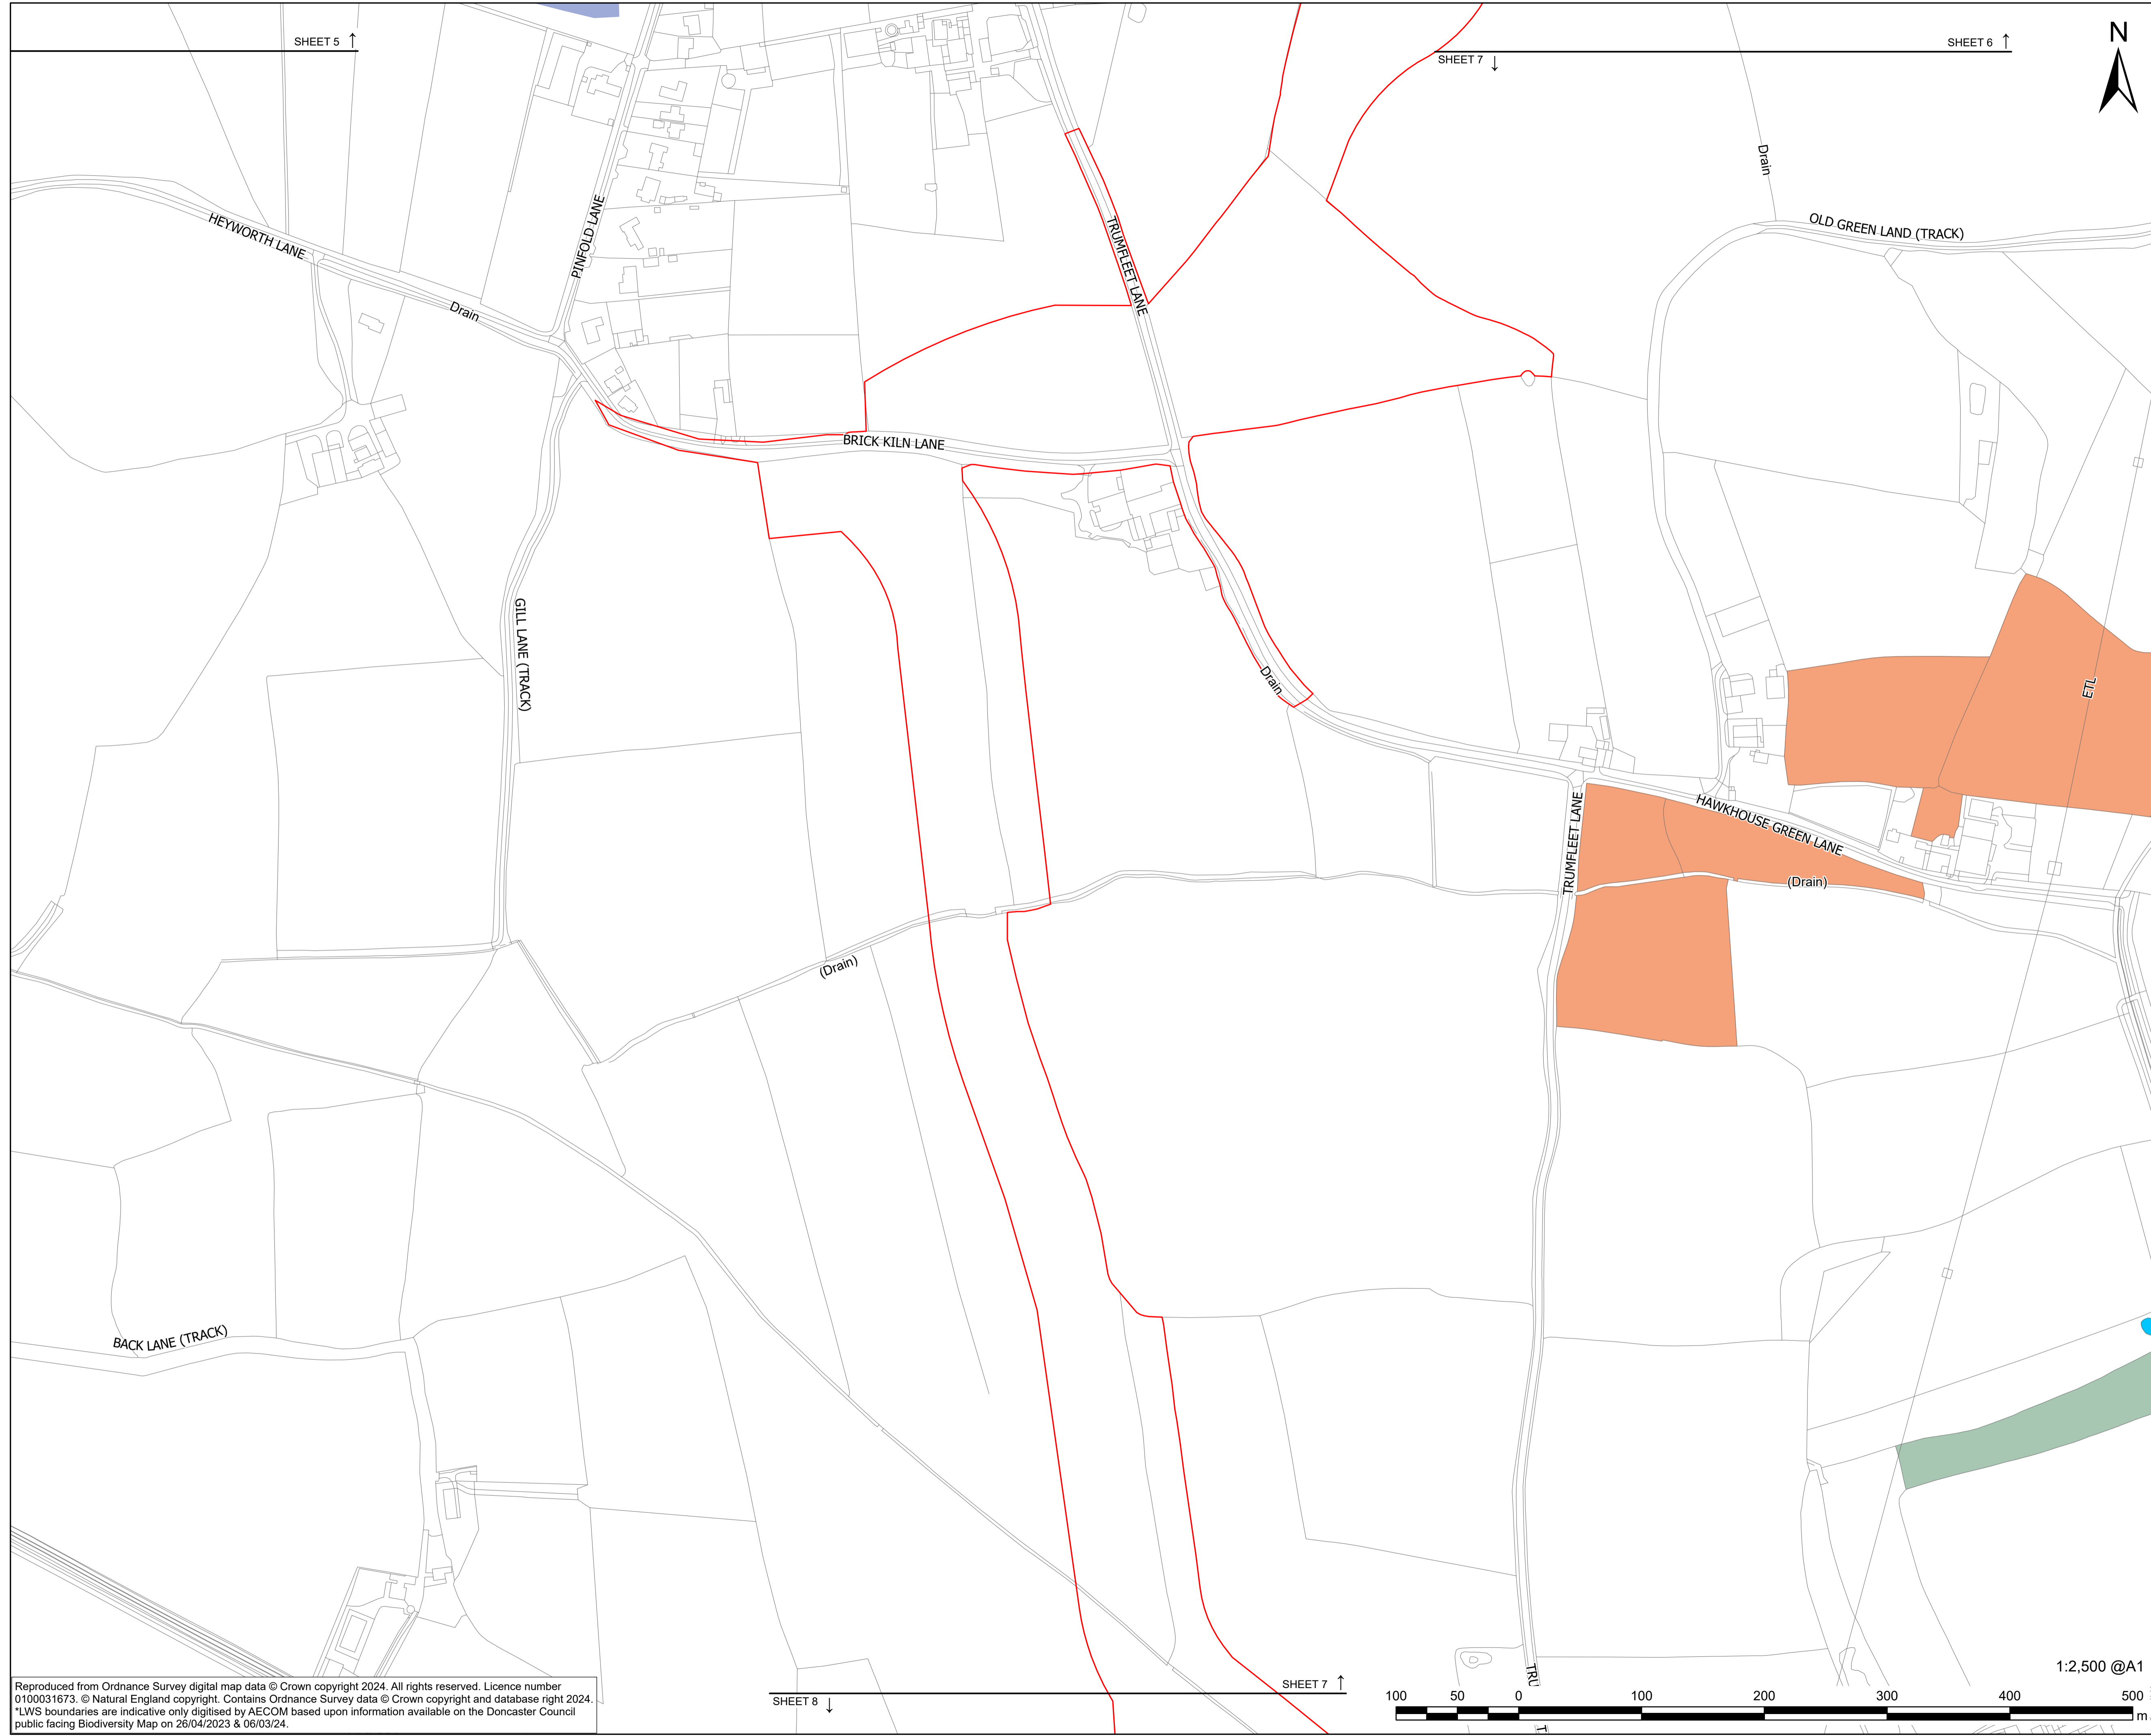 SHEET 5 ↑
SHEET 6 ↑
SHEET 7 ↓
N
Drain
HEYWORTH LANE
PINFOLD LANE
TRUMFLEET LANE
OLD GREEN LAND (TRACK)
Drain
BRICK KILN LANE
GILL LANE (TRACK)
Drain
ETL
TRUMFLEET LANE
HAWKHOUSE GREEN LANE
(Drain)
(Drain)
BACK LANE (TRACK)
1:2,500 @A1
SHEET 7 ↑
SHEET 8 ↓
TRU
T
100 50 0 100 200 300 400 500
m
Reproduced from Ordnance Survey digital map data © Crown copyright 2024. All rights reserved. Licence number
0100031673. © Natural England copyright. Contains Ordnance Survey data © Crown copyright and database right 2024.
*LWS boundaries are indicative only digitised by AECOM based upon information available on the Doncaster Council
public facing Biodiversity Map on 26/04/2023 & 06/03/24.